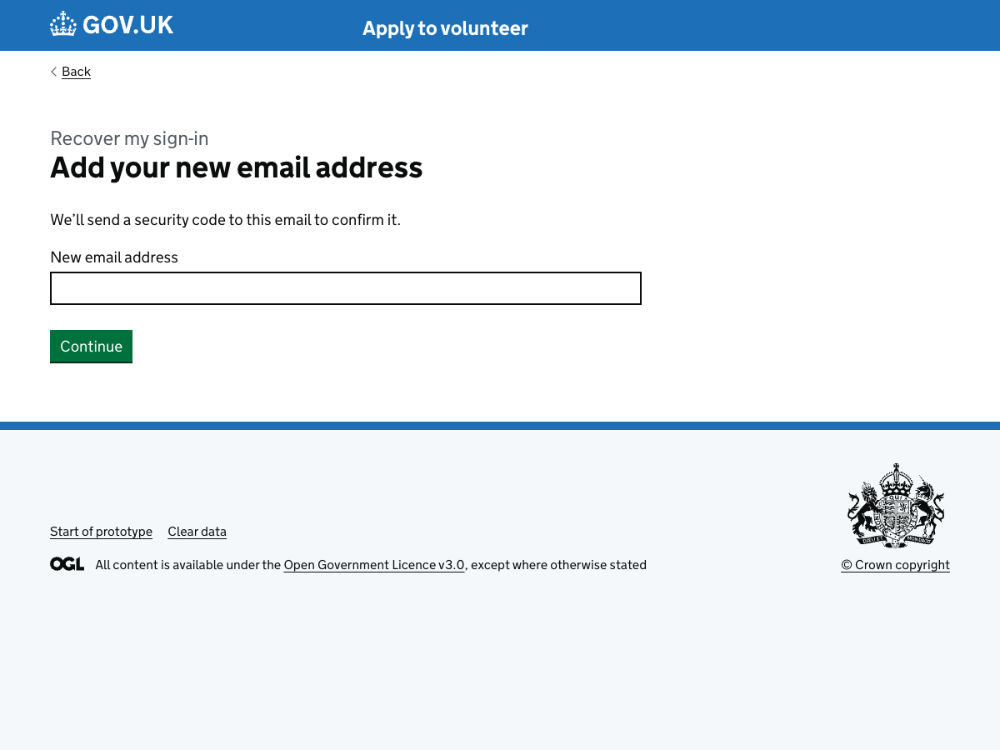 GOV.UK
Apply to volunteer
Back
Recover my sign-in
Add your new email address
We’ll send a security code to this email to confirm it.
New email address
Continue
Start of prototype
Clear data
OGL All content is available under the Open Government Licence v3.0, except where otherwise stated
© Crown copyright